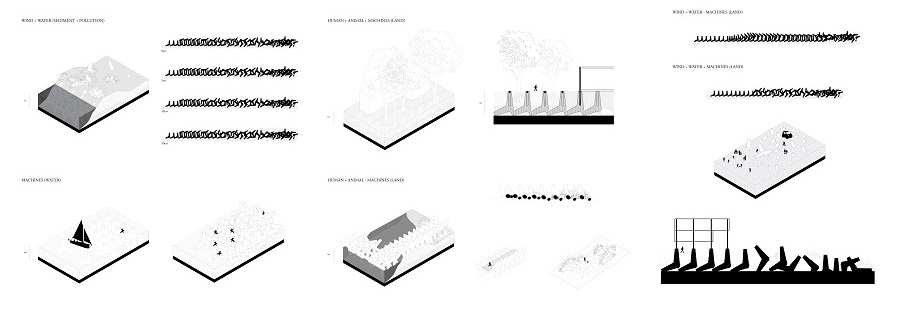 WIND + WATER (SEDIMENT + POLLUTION)
HUMAN + ANIMAL + MACHINES (LAND)
WIND + WATER - MACHINES (LAND)
WIND + WATER + MACHINES (LAND)
MACHINES (WATER)
HUMAN + ANIMAL - MACHINES (LAND)